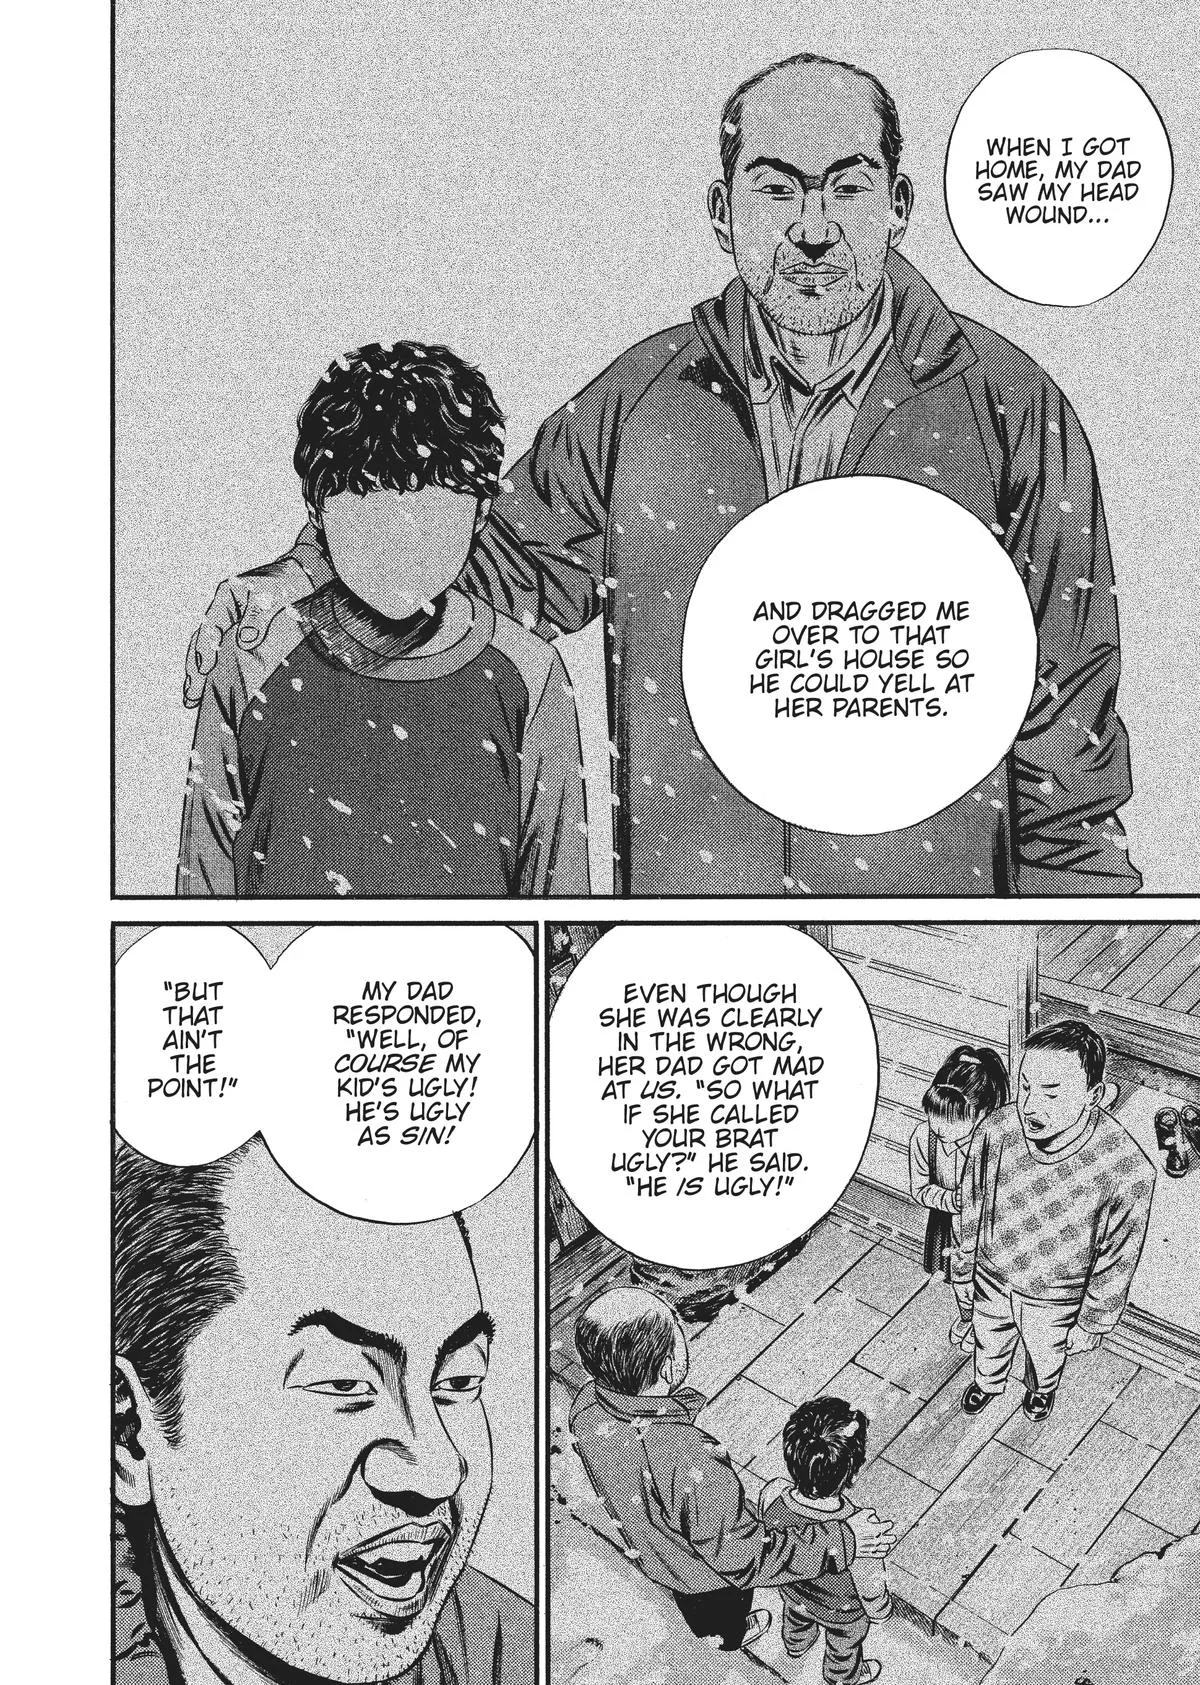 WHEN I GOT
HOME, MY DAD
SAW MY HEAD
WOUND...
AND DRAGGED ME
OVER TO THAT
GIRL'S HOUSE SO
HE COULD YELL AT
HER PARENTS.
EVEN THOUGH
SHE WAS CLEARLY
IN THE WRONG,
HER DAD GOT MAD
AT US. "SO WHAT
IF SHE CALLED
YOUR BRAT
UGLY?" HE SAID.
"HE IS UGLY!"
MY DAD
RESPONDED,
"WELL, OF
COURSE MY
KID'S UGLY!
HE'S UGLY
AS SIN!
"BUT
THAT
AIN'T
THE
POINT!"